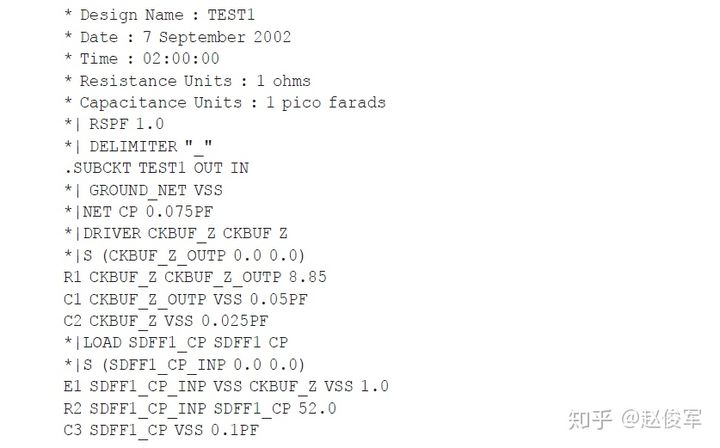 * Design Name : TEST1
* Date : 7 September 2002
* Time : 02:00:00
* Resistance Units : 1 ohms
* Capacitance Units : 1 pico farads
*| RSPF 1.0
*| DELIMITER "_"
.SUBCKT TEST1 OUT IN
*| GROUND_NET VSS
*|NET CP 0.075PF
*|DRIVER CKBUF_Z CKBUF Z
*|S (CKBUF_Z_OUTP 0.0 0.0)
R1 CKBUF_Z CKBUF_Z_OUTP 8.85
C1 CKBUF_Z_OUTP VSS 0.05PF
C2 CKBUF_Z VSS 0.025PF
*|LOAD SDFF1_CP SDFF1 CP
*|S (SDFF1_CP_INP 0.0 0.0)
E1 SDFF1_CP_INP VSS CKBUF_Z VSS 1.0
R2 SDFF1_CP_INP SDFF1_CP 52.0
C3 SDFF1_CP VSS 0.1PF
知乎 @赵俊军